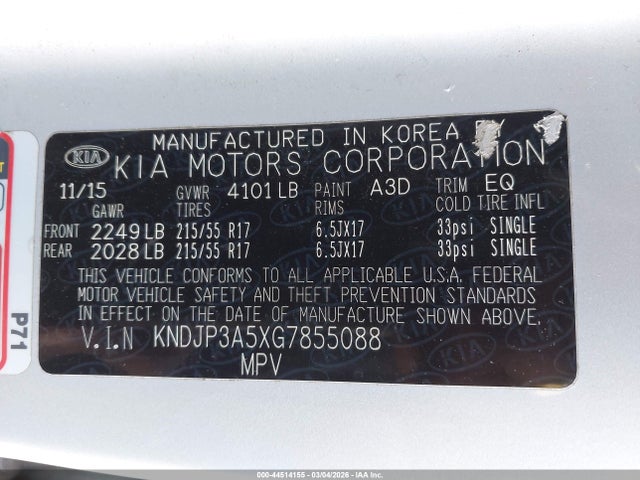 MANUFACTURED IN KOREA
KIA KIA MOTORS CORPORATION
11/15 GVWR 4101 LB PAINT A3D TRIM EQ
GAWR TIRES RIMS COLD TIRE INFL
FRONT 2249 LB 215/55 R17 6.5JX17 33psi SINGLE
REAR 2028 LB 215/55 R17 6.5JX17 33psi SINGLE
THIS VEHICLE CONFORMS TO ALL APPLICABLE U.S.A. FEDERAL
MOTOR VEHICLE SAFETY AND THEFT PREVENTION STANDARDS
IN EFFECT ON THE DATE OF MANUFACTURE SHOWN ABOVE.
V.I.N KNDJP3A5XG7855088
MPV
P71
000-44514155 - 03/04/2026 - COPART